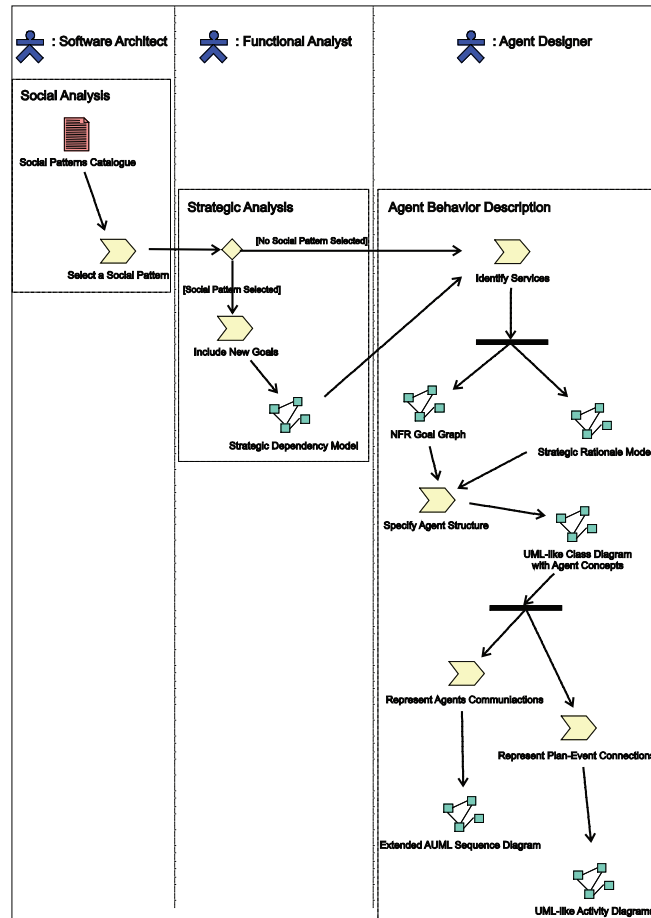 : Software Architect
: Functional Analyst
: Agent Designer
Social Analysis
Social Patterns Catalogue
Select a Social Pattern
Strategic Analysis
[No Social Pattern Selected]
[Social Pattern Selected]
Include New Goals
Strategic Dependency Model
Agent Behavior Description
Identify Services
NFR Goal Graph
Strategic Rationale Model
Specify Agent Structure
UML-like Class Diagram
with Agent Concepts
Represent Agents Communiactions
Represent Plan-Event Connections
Extended AUML Sequence Diagram
UML-like Activity Diagrams